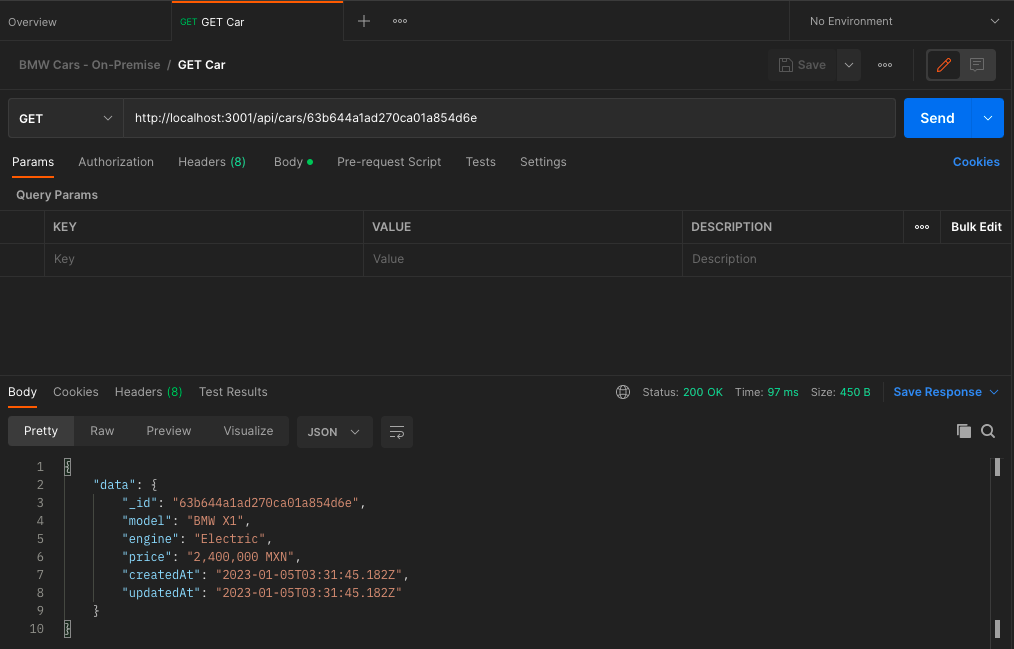 Overview GET GET Car No Environment
BMW Cars - On-Premise / GET Car Save
GET http://localhost:3001/api/cars/63b644a1ad270ca01a854d6e Send
Params Authorization Headers (8) Body Pre-request Script Tests Settings Cookies
Query Params
KEY VALUE DESCRIPTION Bulk Edit
Key Value Description
Body Cookies Headers (8) Test Results Status: 200 OK Time: 97 ms Size: 450 B Save Response
Pretty Raw Preview Visualize JSON
1 {
2 "data": {
3 "_id": "63b644a1ad270ca01a854d6e",
4 "model": "BMW X1",
5 "engine": "Electric",
6 "price": "2,400,000 MXN",
7 "createdAt": "2023-01-05T03:31:45.182Z",
8 "updatedAt": "2023-01-05T03:31:45.182Z"
9 }
10 }